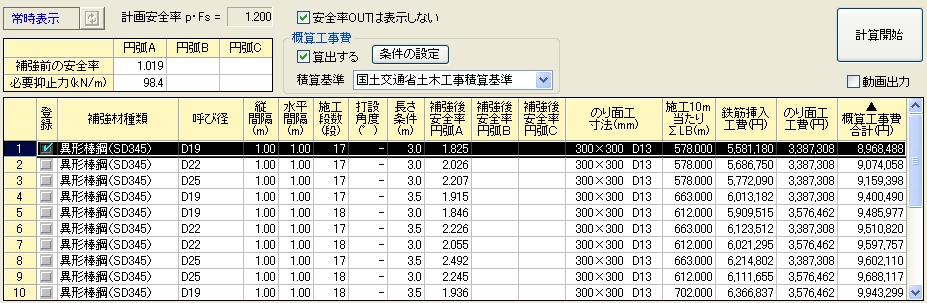 常時表示 計画安全率 p・Fs = 1.200 安全率OUTは表示しない
概算工事費
算出する 条件の設定 計算開始
円弧A 円弧B 円弧C
補強前の安全率 1.019
必要抑止力(kN/m) 98.4
積算基準 国土交通省土木工事積算基準 動画出力
登録 補強材種類 呼び径 縦間隔(m) 水平間隔(m) 施工段数(段) 打設角度(°) 長さ条件(m) 補強後安全率円弧A 補強後安全率円弧B 補強後安全率円弧C のり面工寸法(mm) 施工10m当たりΣLB(m) 鉄筋挿入工費(円) のり面工工費(円) ▲概算工事費合計(円)
1 異形棒鋼(SD345) D19 1.00 1.00 17 - 3.0 1.825 300×300 D13 578.000 5,581,180 3,387,308 8,968,488
2 異形棒鋼(SD345) D22 1.00 1.00 17 - 3.0 2.026 300×300 D13 578.000 5,686,750 3,387,308 9,074,058
3 異形棒鋼(SD345) D25 1.00 1.00 17 - 3.0 2.207 300×300 D13 578.000 5,772,090 3,387,308 9,159,398
4 異形棒鋼(SD345) D19 1.00 1.00 17 - 3.5 1.915 300×300 D13 663.000 6,013,182 3,387,308 9,400,490
5 異形棒鋼(SD345) D19 1.00 1.00 18 - 3.0 1.846 300×300 D13 612.000 5,909,515 3,576,462 9,485,977
6 異形棒鋼(SD345) D22 1.00 1.00 17 - 3.5 2.226 300×300 D13 663.000 6,123,512 3,387,308 9,510,820
7 異形棒鋼(SD345) D22 1.00 1.00 18 - 3.0 2.055 300×300 D13 612.000 6,021,295 3,576,462 9,597,757
8 異形棒鋼(SD345) D25 1.00 1.00 17 - 3.5 2.492 300×300 D13 663.000 6,214,802 3,387,308 9,602,110
9 異形棒鋼(SD345) D25 1.00 1.00 18 - 3.0 2.245 300×300 D13 612.000 6,111,655 3,576,462 9,688,117
10 異形棒鋼(SD345) D19 1.00 1.00 18 - 3.5 1.936 300×300 D13 702.000 6,366,837 3,576,462 9,943,299